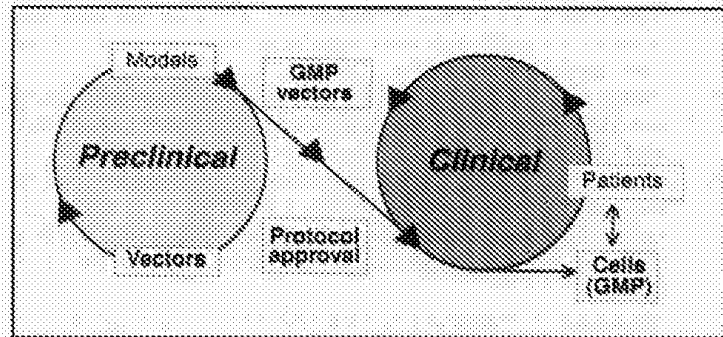 Models
GMP
vectors
Preclinical
Clinical
Patients
Protocol
approval
Vectors
Cells
(GMP)